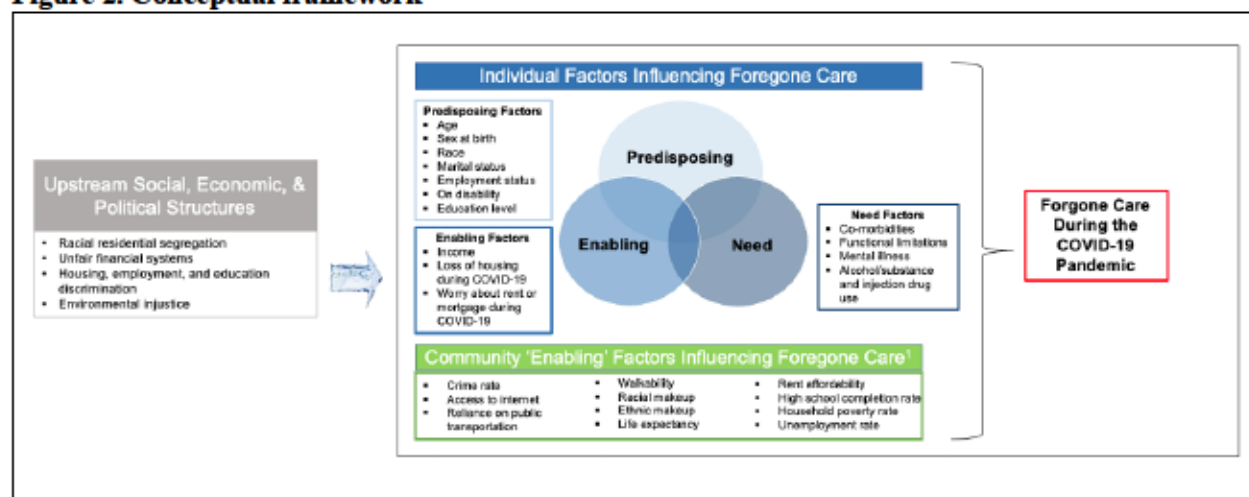 Figure 2. Conceptual framework
Upstream Social, Economic, &
Political Structures
• Racial residential segregation
• Unfair financial systems
• Housing, employment, and education
discrimination
• Environmental injustice
Individual Factors Influencing Foregone Care
Predisposing Factors
• Age
• Sex at birth
• Race
• Marital status
• Employment status
• On disability
• Education level
Enabling Factors
• Income
• Loss of housing
during COVID-19
• Worry about rent or
mortgage during
COVID-19
Predisposing
Enabling
Need
Need Factors
• Co-morbidities
• Functional limitations
• Mental illness
• Alcohol/substance
and injection drug
use
Community 'Enabling' Factors Influencing Foregone Care¹
• Crime rate
• Access to internet
• Reliance on public
transportation
• Walkability
• Racial makeup
• Ethnic makeup
• Life expectancy
• Rent affordability
• High school completion rate
• Household poverty rate
• Unemployment rate
Forgone Care
During the
COVID-19
Pandemic